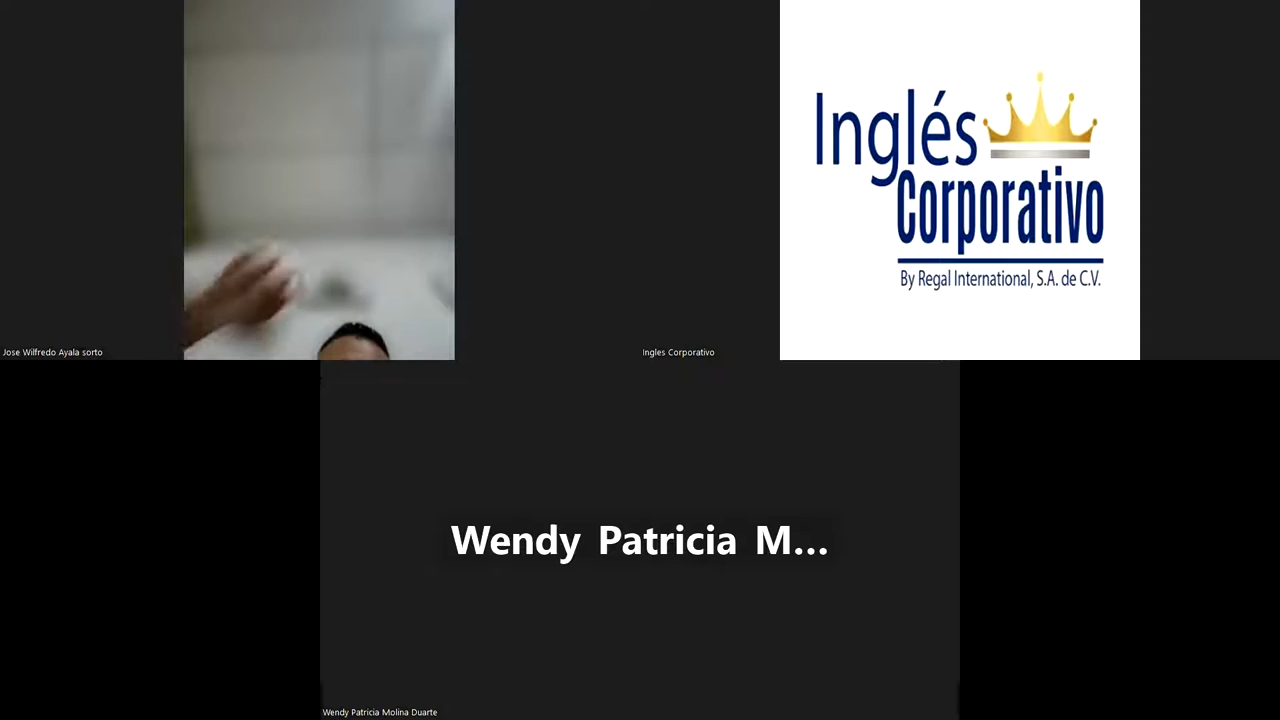 Inglés
Corporativo
By Regal International, S.A. de C.V.
Jose Wilfredo Ayala sorto
Ingles Corporativo
Wendy Patricia M...
Wendy Patricia Molina Duarte